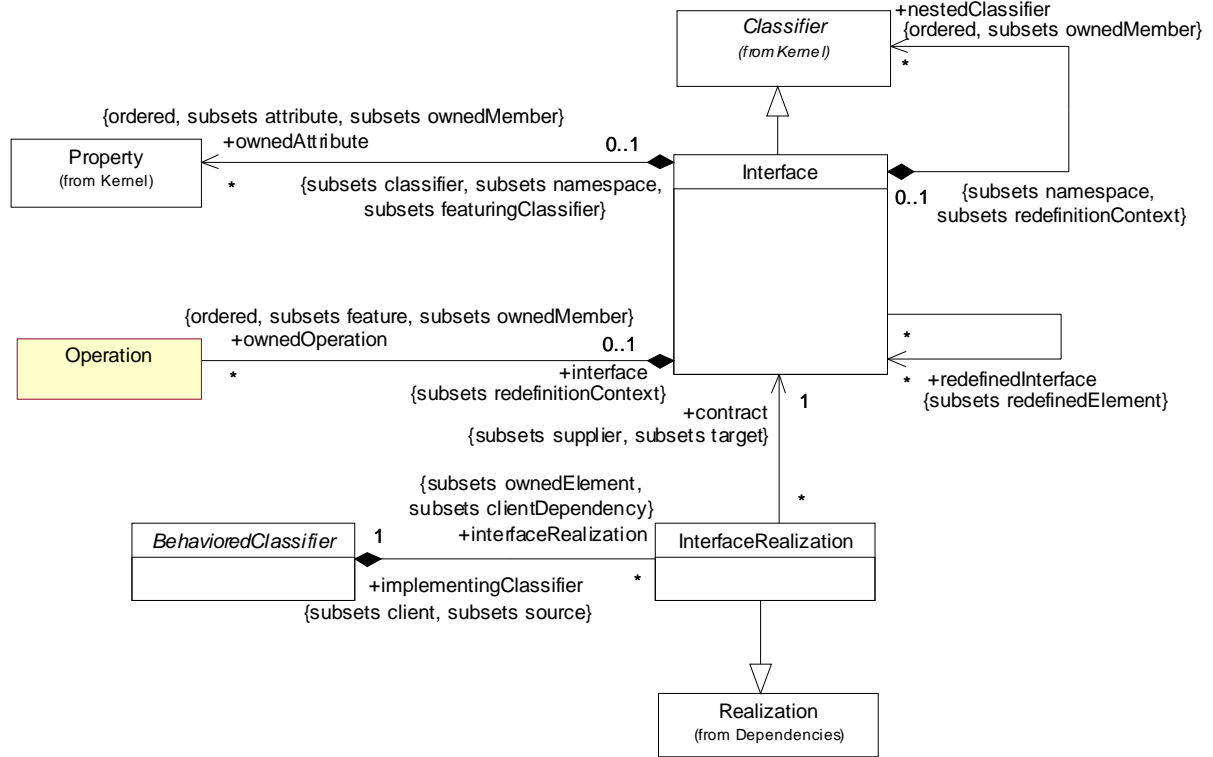 +nestedClassifier
{ordered, subsets ownedMember}
*
Classifier
(from Kernel)
{ordered, subsets attribute, subsets ownedMember}
+ownedAttribute
0..1
*
Property
(from Kernel)
{subsets classifier, subsets namespace,
subsets featuringClassifier}
Interface
0..1
{subsets namespace,
subsets redefinitionContext}
{ordered, subsets feature, subsets ownedMember}
+ownedOperation
0..1
*
Operation
+interface
{subsets redefinitionContext}
*
*
+redefinedInterface
{subsets redefinedElement}
+contract
1
{subsets supplier, subsets target}
*
{subsets ownedElement,
subsets clientDependency}
+interfaceRealization
1
*
BehavioredClassifier
InterfaceRealization
+implementingClassifier
{subsets client, subsets source}
Realization
(from Dependencies)